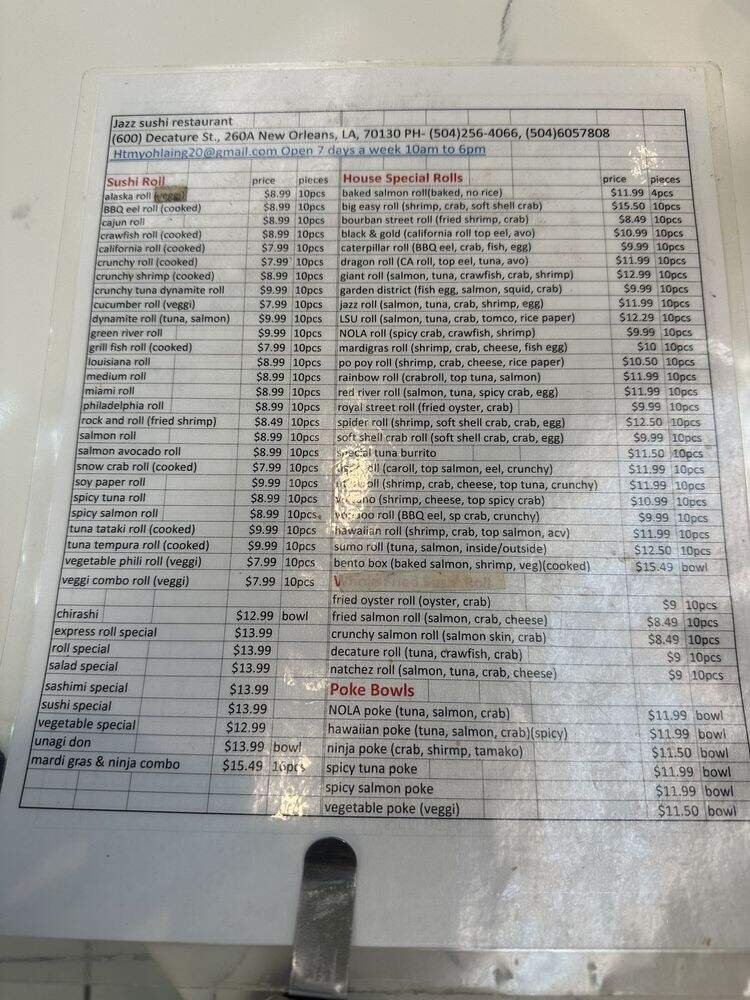 Jazz sushi restaurant
(600) Decature St., 260A New Orleans, LA, 70130 PH- (504)256-4066, (504)6057808
Htmyohlaing20@gmail.com Open 7 days a week 10am to 6pm
Sushi Roll price pieces
alaska roll $8.99 10pcs
BBQ eel roll (cooked) $8.99 10pcs
cajun roll $8.99 10pcs
crawfish roll (cooked) $8.99 10pcs
california roll (cooked) $7.99 10pcs
crunchy roll (cooked) $7.99 10pcs
crunchy shrimp (cooked) $8.99 10pcs
crunchy tuna dynamite roll $9.99 10pcs
cucumber roll (veggi) $7.99 10pcs
dynamite roll (tuna, salmon) $9.99 10pcs
green river roll $9.99 10pcs
grill fish roll (cooked) $7.99 10pcs
louisiana roll $8.99 10pcs
medium roll $8.99 10pcs
miami roll $8.99 10pcs
philadelphia roll $8.99 10pcs
rock and roll (fried shrimp) $8.49 10pcs
salmon roll $8.99 10pcs
salmon avocado roll $8.99 10pcs
snow crab roll (cooked) $7.99 10pcs
soy paper roll $9.99 10pcs
spicy tuna roll $8.99 10pcs
spicy salmon roll $8.99 10pcs
tuna tataki roll (cooked) $9.99 10pcs
tuna tempura roll (cooked) $9.99 10pcs
vegetable phili roll (veggi) $7.99 10pcs
veggi combo roll (veggi) $7.99 10pcs
chirashi $12.99 bowl
express roll special $13.99
roll special $13.99
salad special $13.99
sashimi special $13.99
sushi special $13.99
vegetable special $12.99
unagi don $13.99 bowl
mardi gras & ninja combo $15.49 16pcs
House Special Rolls price pieces
baked salmon roll(baked, no rice) $11.99 4pcs
big easy roll (shrimp, crab, soft shell crab) $15.50 10pcs
bourban street roll (fried shrimp, crab) $8.49 10pcs
black & gold (california roll top eel, avo) $10.99 10pcs
caterpillar roll (BBQ eel, crab, fish, egg) $9.99 10pcs
dragon roll (CA roll, top eel, tuna, avo) $11.99 10pcs
giant roll (salmon, tuna, crawfish, crab, shrimp) $12.99 10pcs
garden district (fish egg, salmon, squid, crab) $9.99 10pcs
jazz roll (salmon, tuna, crab, shrimp, egg) $11.99 10pcs
LSU roll (salmon, tuna, crab, tomco, rice paper) $12.29 10pcs
NOLA roll (spicy crab, crawfish, shrimp) $9.99 10pcs
mardigras roll (shrimp, crab, cheese, fish egg) $10 10pcs
po poy roll (shrimp, crab, cheese, rice paper) $10.50 10pcs
rainbow roll (crabroll, top tuna, salmon) $11.99 10pcs
red river roll (salmon, tuna, spicy crab, egg) $11.99 10pcs
royal street roll (fried oyster, crab) $9.99 10pcs
spider roll (shrimp, soft shell crab, crab, egg) $12.50 10pcs
soft shell crab roll (soft shell crab, crab, egg) $9.99 10pcs
special tuna burrito $11.50 10pcs
(caroll, top salmon, eel, crunchy) $11.99 10pcs
(shrimp, crab, cheese, top tuna, crunchy) $11.99 10pcs
(shrimp, cheese, top spicy crab) $10.99 10pcs
roll (BBQ eel, sp crab, crunchy) $9.99 10pcs
hawaiian roll (shrimp, crab, top salmon, acv) $11.99 10pcs
sumo roll (tuna, salmon, inside/outside) $12.50 10pcs
bento box (baked salmon, shrimp, veg)(cooked) $15.49 bowl
fried oyster roll (oyster, crab) $9 10pcs
fried salmon roll (salmon, crab, cheese) $8.49 10pcs
crunchy salmon roll (salmon skin, crab) $8.49 10pcs
decature roll (tuna, crawfish, crab) $9 10pcs
natchez roll (salmon, tuna, crab, cheese) $9 10pcs
Poke Bowls
NOLA poke (tuna, salmon, crab) $11.99 bowl
hawaiian poke (tuna, salmon, crab)(spicy) $11.99 bowl
ninja poke (crab, shirmp, tamako) $11.50 bowl
spicy tuna poke $11.99 bowl
spicy salmon poke $11.99 bowl
vegetable poke (veggi) $11.50 bowl